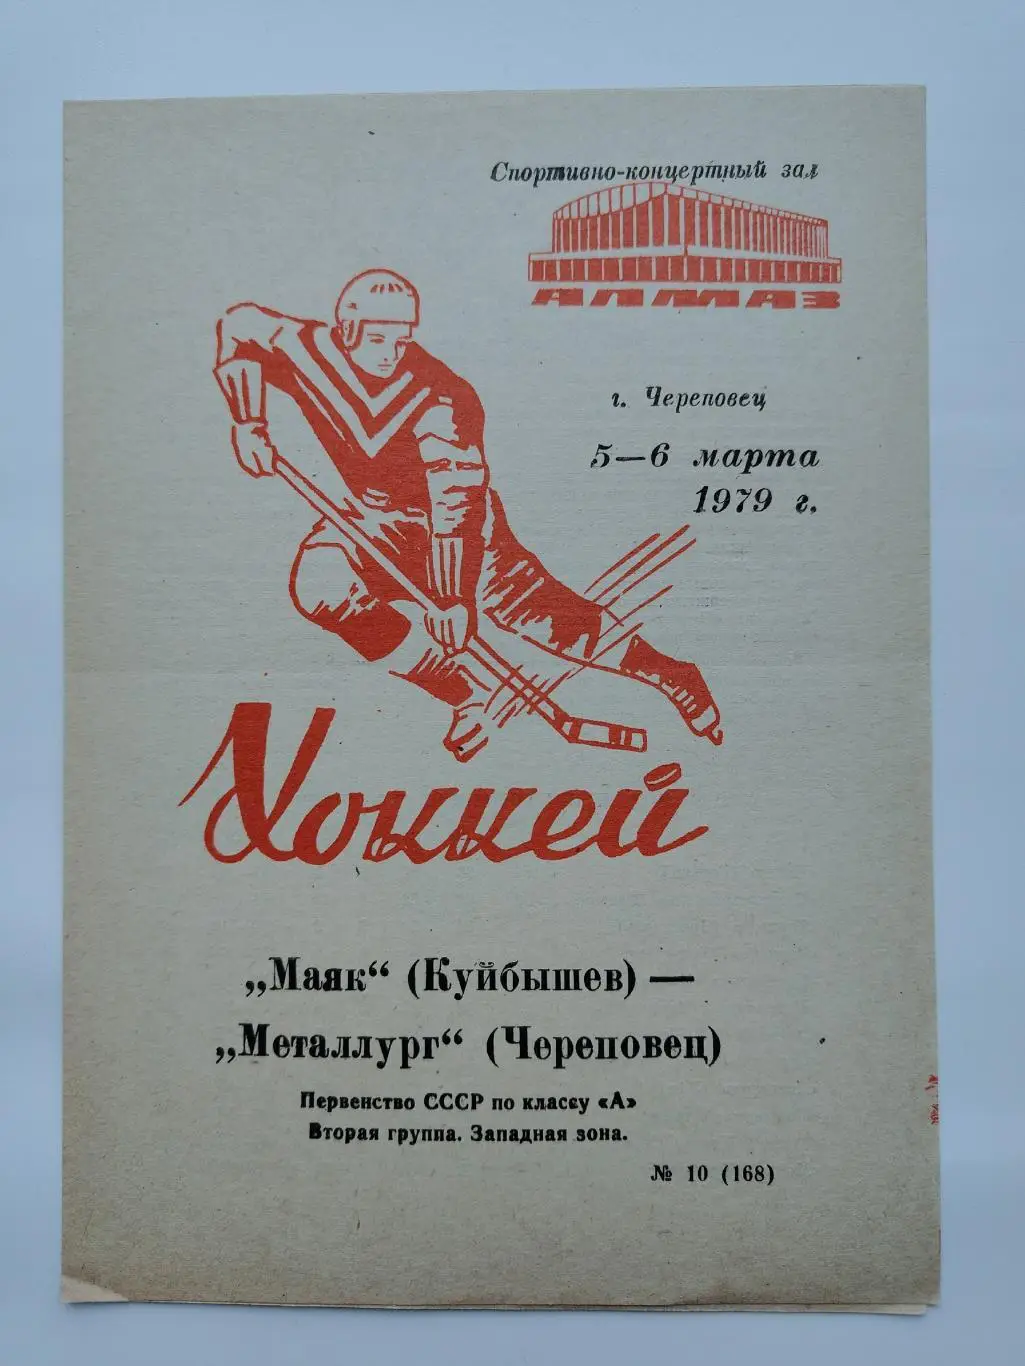 Спортивно-концертный зал
АЛМАЗ
г. Череповец
5—6 марта
1979 г.
Хоккей
„Маяк“ (Куйбышев) —
„Металлург“ (Череповец)
Первенство СССР по классу «А»
Вторая группа. Западная зона.
№ 10 (168)